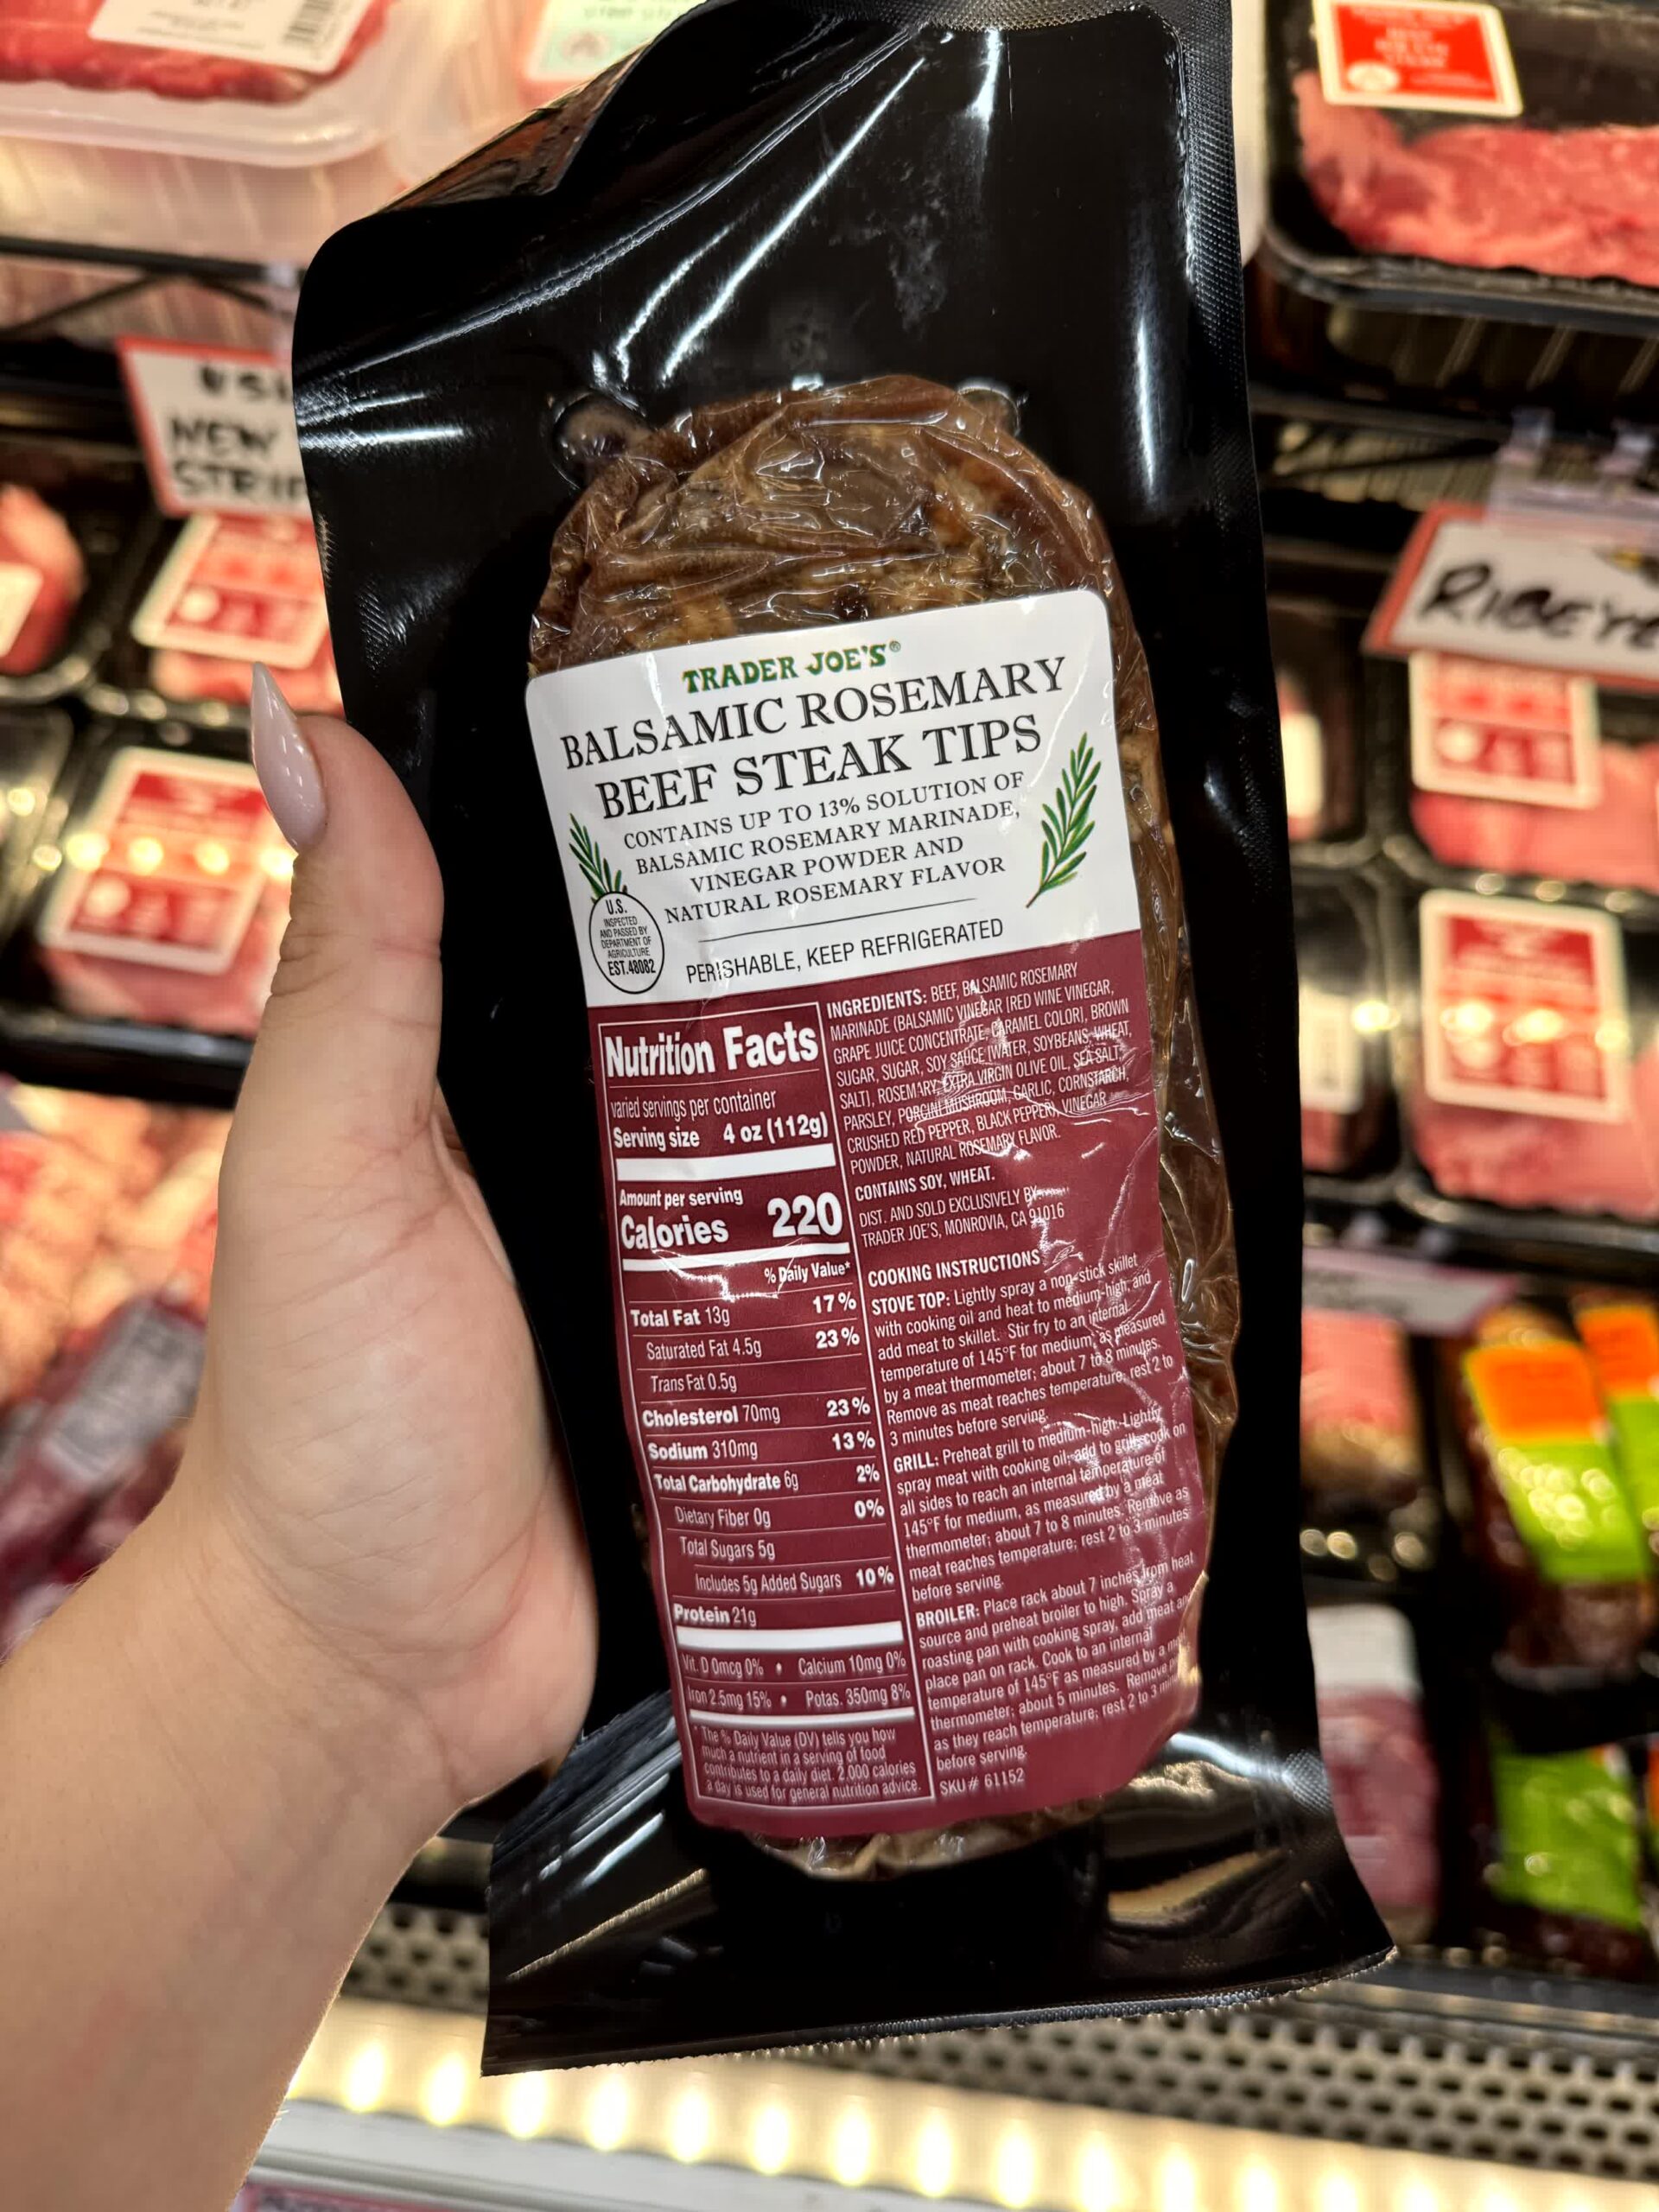 NEW
STRIP
RIBEYE
TRADER JOE'S®
BALSAMIC ROSEMARY
BEEF STEAK TIPS
CONTAINS UP TO 13% SOLUTION OF
BALSAMIC ROSEMARY MARINADE,
VINEGAR POWDER AND
NATURAL ROSEMARY FLAVOR
U.S.
INSPECTED
AND PASSED BY
DEPARTMENT OF
AGRICULTURE
EST.48082
PERISHABLE, KEEP REFRIGERATED
Nutrition Facts
varied servings per container
Serving size 4 oz (112g)
Amount per serving
Calories 220
% Daily Value*
Total Fat 13g 17%
Saturated Fat 4.5g 23%
Trans Fat 0.5g
Cholesterol 70mg 23%
Sodium 310mg 13%
Total Carbohydrate 6g 2%
Dietary Fiber 0g 0%
Total Sugars 5g
Includes 5g Added Sugars 10%
Protein 21g
Vit. D 0mcg 0% • Calcium 10mg 0%
Iron 2.5mg 15% • Potas. 350mg 8%
* The % Daily Value (DV) tells you how
much a nutrient in a serving of food
contributes to a daily diet. 2,000 calories
a day is used for general nutrition advice.
INGREDIENTS: BEEF, BALSAMIC ROSEMARY
MARINADE (BALSAMIC VINEGAR [RED WINE VINEGAR,
GRAPE JUICE CONCENTRATE, CARAMEL COLOR], BROWN
SUGAR, SUGAR, SOY SAUCE [WATER, SOYBEANS, WHEAT,
SALT], ROSEMARY, EXTRA VIRGIN OLIVE OIL, SEA SALT,
PARSLEY, PORCINI MUSHROOM, GARLIC, CORNSTARCH,
CRUSHED RED PEPPER, BLACK PEPPER), VINEGAR
POWDER, NATURAL ROSEMARY FLAVOR.
CONTAINS SOY, WHEAT.
DIST. AND SOLD EXCLUSIVELY BY:
TRADER JOE'S, MONROVIA, CA 91016
COOKING INSTRUCTIONS
STOVE TOP: Lightly spray a non-stick skillet
with cooking oil and heat to medium-high, and
add meat to skillet. Stir fry to an internal
temperature of 145°F for medium, as measured
by a meat thermometer; about 7 to 8 minutes.
Remove as meat reaches temperature; rest 2 to
3 minutes before serving.
GRILL: Preheat grill to medium-high. Lightly
spray meat with cooking oil; add to grill; cook on
all sides to reach an internal temperature of
145°F for medium, as measured by a meat
thermometer; about 7 to 8 minutes. Remove as
meat reaches temperature; rest 2 to 3 minutes
before serving.
BROILER: Place rack about 7 inches from heat
source and preheat broiler to high. Spray a
roasting pan with cooking spray, add meat and
place pan on rack. Cook to an internal
temperature of 145°F as measured by a
thermometer; about 5 minutes. Remove
as they reach temperature; rest 2 to 3
before serving.
SKU# 61152